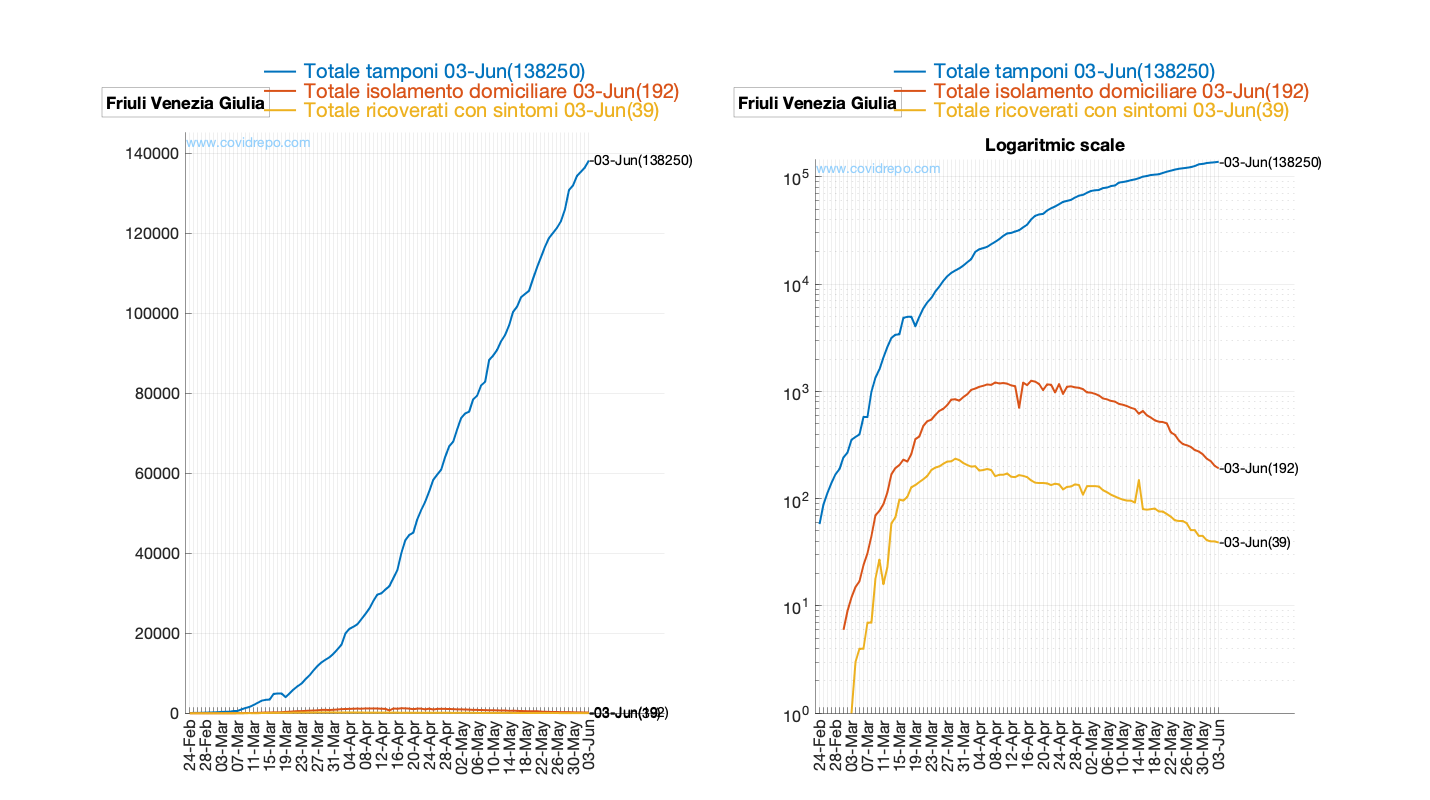 Totale tamponi 03-Jun(138250)
Totale isolamento domiciliare 03-Jun(192)
Totale ricoverati con sintomi 03-Jun(39)
Friuli Venezia Giulia
www.covidrepo.com
140000
120000
100000
80000
60000
40000
20000
0
03-Jun(138250)
03-Jun(192)
24-Feb
28-Feb
03-Mar
07-Mar
11-Mar
15-Mar
19-Mar
23-Mar
27-Mar
31-Mar
04-Apr
08-Apr
12-Apr
16-Apr
20-Apr
24-Apr
28-Apr
02-May
06-May
10-May
14-May
18-May
22-May
26-May
30-May
03-Jun
Totale tamponi 03-Jun(138250)
Totale isolamento domiciliare 03-Jun(192)
Totale ricoverati con sintomi 03-Jun(39)
Friuli Venezia Giulia
Logaritmic scale
www.covidrepo.com
10^5
10^4
10^3
10^2
10^1
10^0
03-Jun(138250)
03-Jun(192)
03-Jun(39)
24-Feb
28-Feb
03-Mar
07-Mar
11-Mar
15-Mar
19-Mar
23-Mar
27-Mar
31-Mar
04-Apr
08-Apr
12-Apr
16-Apr
20-Apr
24-Apr
28-Apr
02-May
06-May
10-May
14-May
18-May
22-May
26-May
30-May
03-Jun